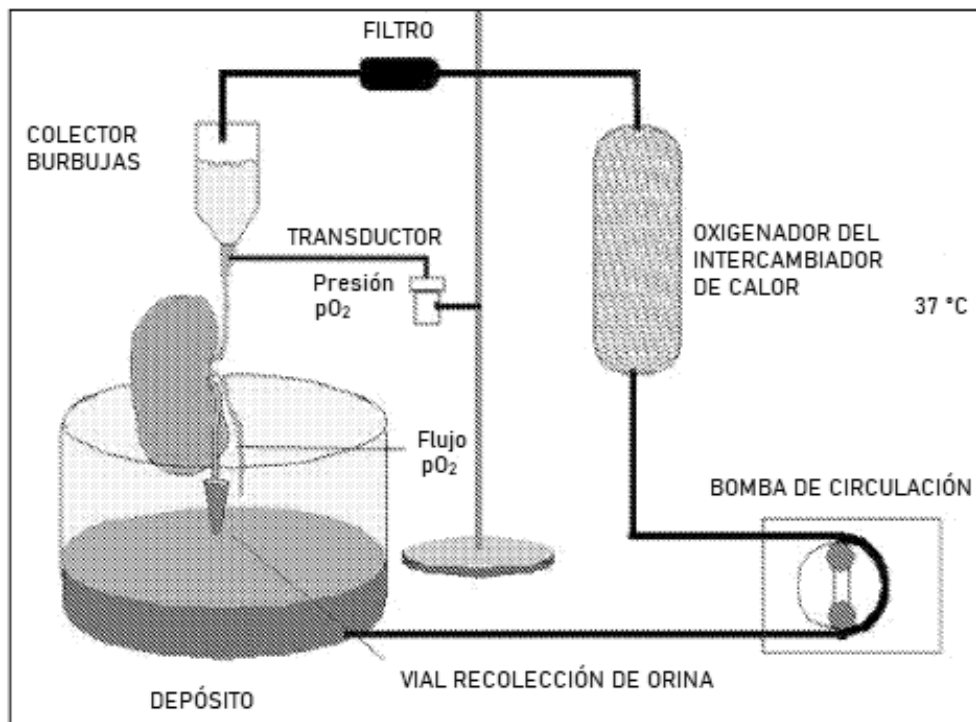 FILTRO
COLECTOR
BURBUJAS
TRANSDUCTOR
Presión
pO₂
OXIGENADOR DEL
INTERCAMBIADOR
DE CALOR
37 °C
Flujo
pO₂
BOMBA DE CIRCULACIÓN
VIAL RECOLECCIÓN DE ORINA
DEPÓSITO